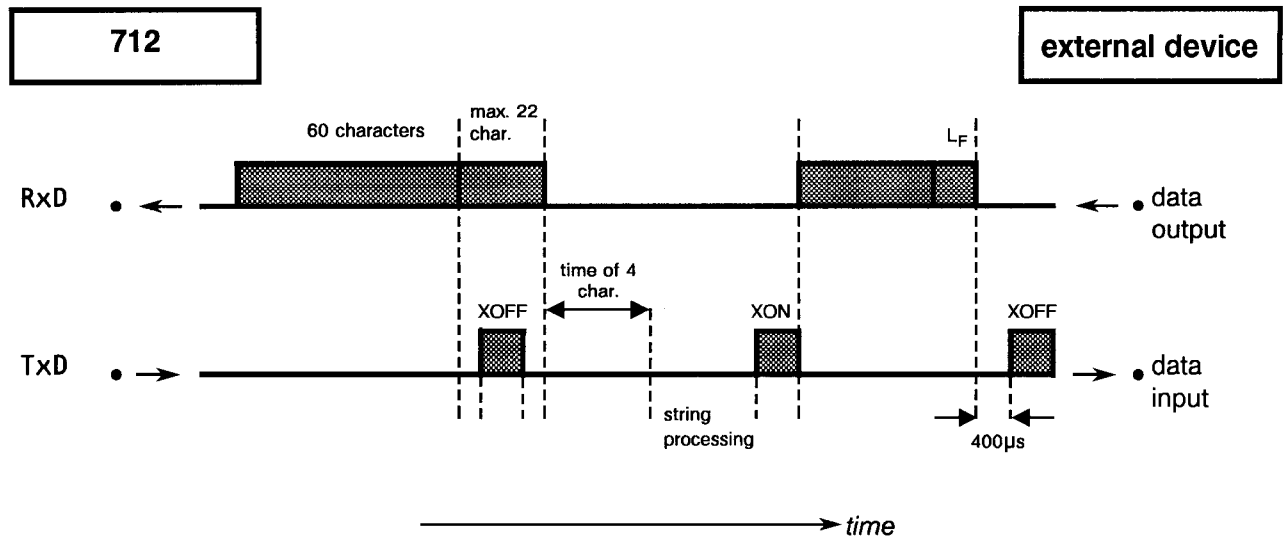 712
external device
60 characters
max. 22
char.
L_F
RxD
data
output
time of 4
char.
XOFF
XON
XOFF
TxD
data
input
string
processing
400µs
time